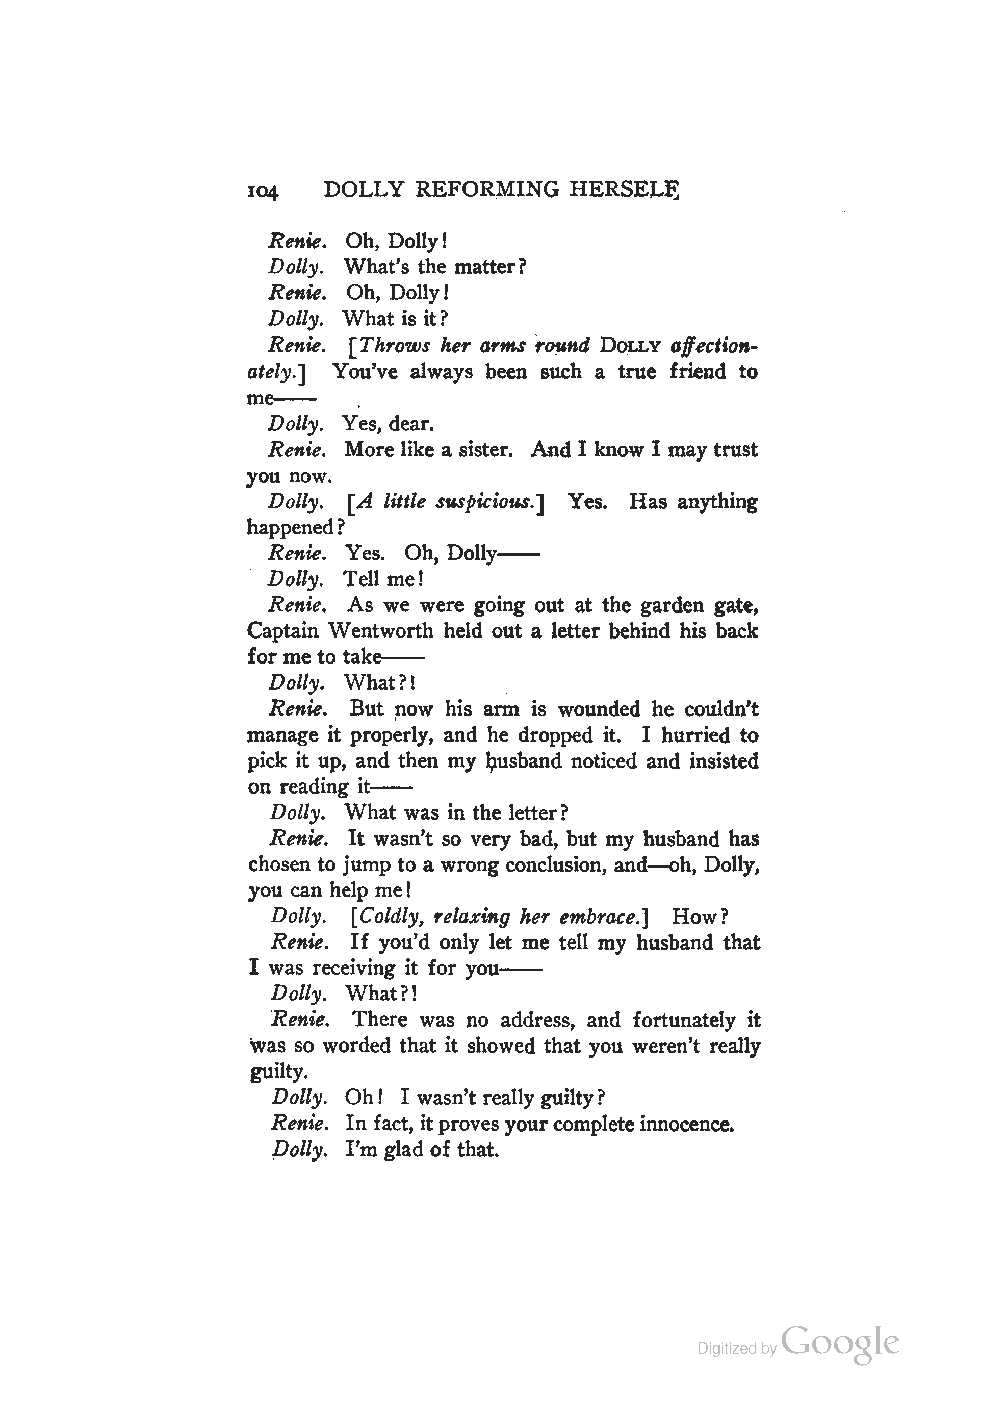 104 DOLLY REFORMING HERSELF
Renie. Oh, Dolly!
Dolly. What's the matter?
Renie. Oh, Dolly!
Dolly. What is it?
Renie. [Throws her arms round DOLLY affection-
ately.] You've always been such a true friend to
me——
Dolly. Yes, dear.
Renie. More like a sister. And I know I may trust
you now.
Dolly. [A little suspicious.] Yes. Has anything
happened?
Renie. Yes. Oh, Dolly——
Dolly. Tell me!
Renie. As we were going out at the garden gate,
Captain Wentworth held out a letter behind his back
for me to take——
Dolly. What?!
Renie. But now his arm is wounded he couldn't
manage it properly, and he dropped it. I hurried to
pick it up, and then my husband noticed and insisted
on reading it——
Dolly. What was in the letter?
Renie. It wasn't so very bad, but my husband has
chosen to jump to a wrong conclusion, and—oh, Dolly,
you can help me!
Dolly. [Coldly, relaxing her embrace.] How?
Renie. If you'd only let me tell my husband that
I was receiving it for you——
Dolly. What?!
Renie. There was no address, and fortunately it
was so worded that it showed that you weren't really
guilty.
Dolly. Oh! I wasn't really guilty?
Renie. In fact, it proves your complete innocence.
Dolly. I'm glad of that.
Digitized by Google